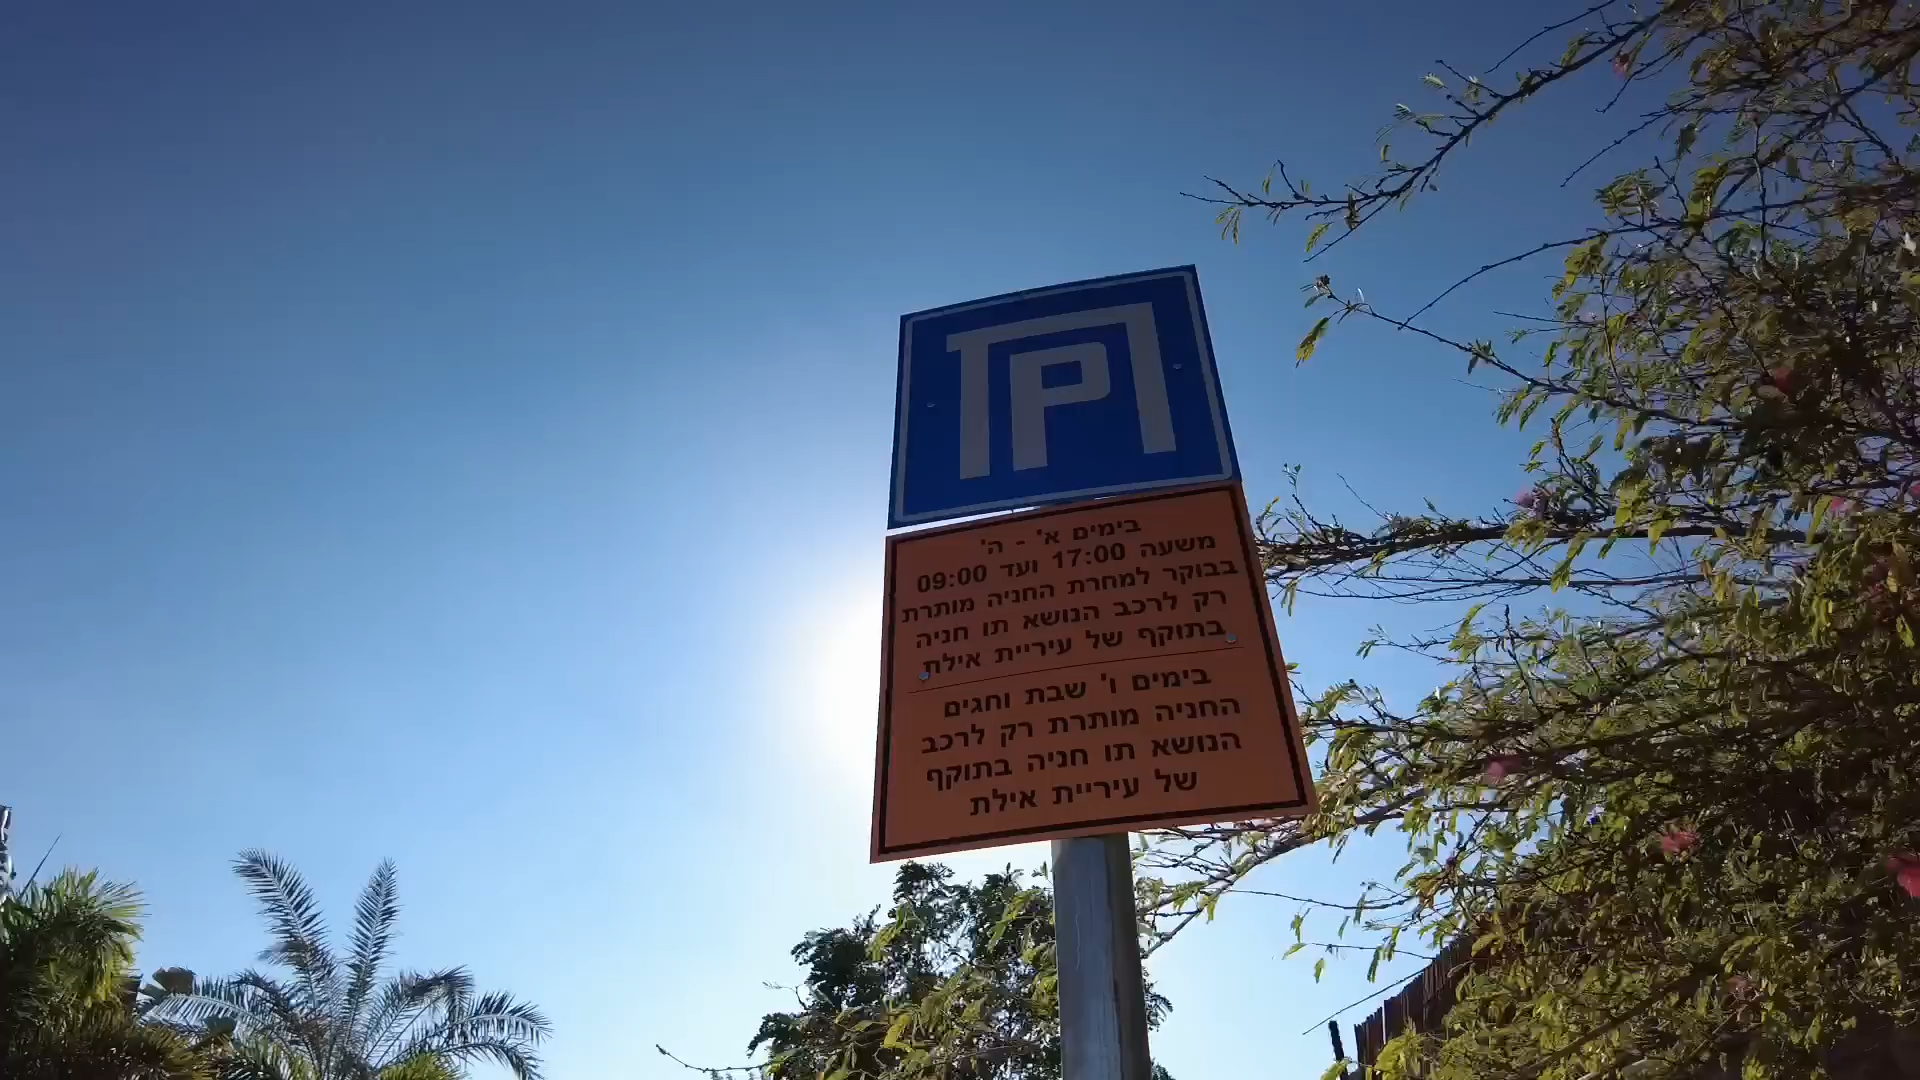 P
בימים א' - ה'
משעה 17:00 ועד 09:00
בבוקר למחרת החניה מותרת
רק לרכב הנושא תו חניה
בתוקף של עיריית אילת
בימים ו' שבת וחגים
החניה מותרת רק לרכב
הנושא תו חניה בתוקף
של עיריית אילת